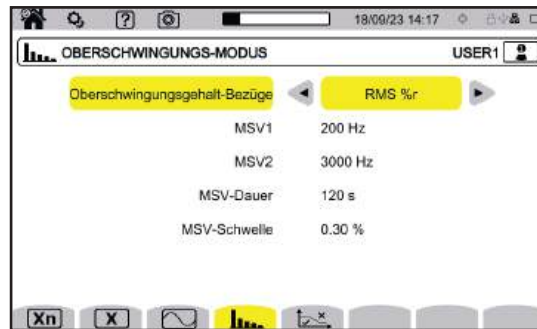 18/09/23 14:17
OBERSCHWINGUNGS-MODUS USER1
Oberschwingungsgehalt-Bezüge RMS %r
MSV1 200 Hz
MSV2 3000 Hz
MSV-Dauer 120 s
MSV-Schwelle 0.30 %
Xn X